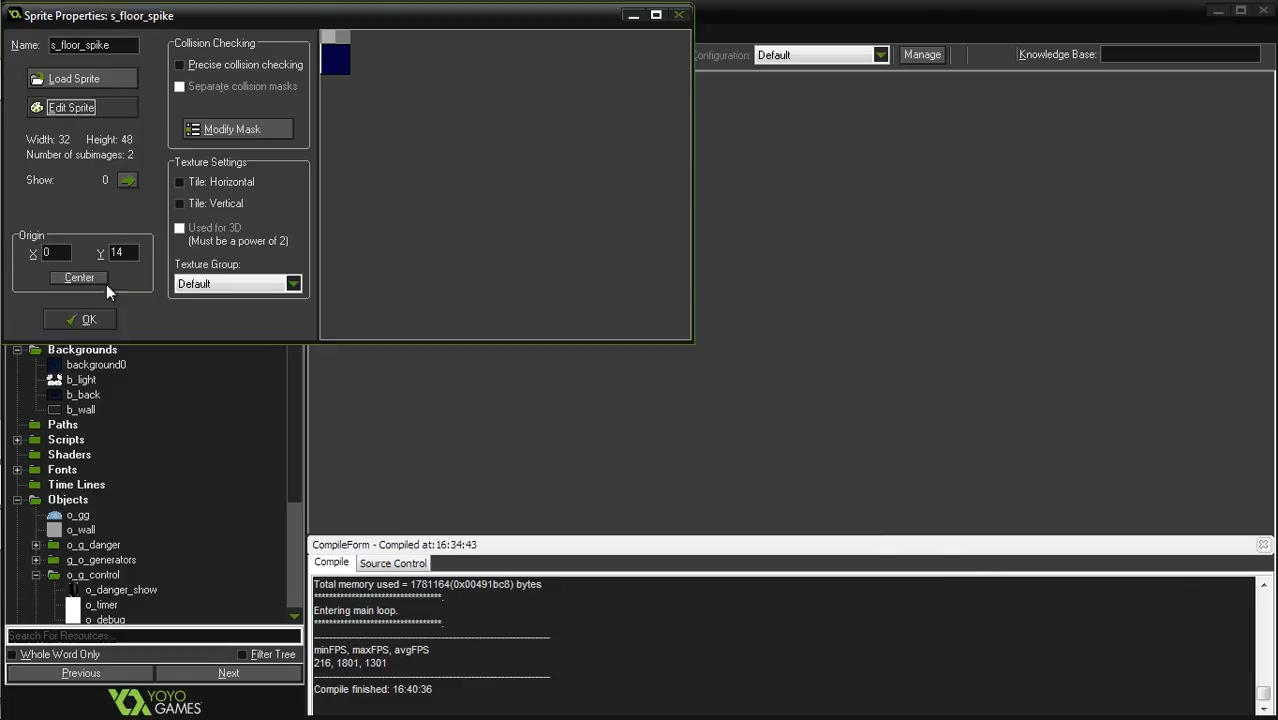 Sprite Properties: s_floor_spike
Name: s_floor_spike
Load Sprite
Edit Sprite
Width: 32 Height: 48
Number of subimages: 2
Show: 0
Origin
X 0 Y 14
Center
OK
Collision Checking
Precise collision checking
Separate collision masks
Modify Mask
Texture Settings
Tile: Horizontal
Tile: Vertical
Used for 3D
(Must be a power of 2)
Texture Group:
Default
Configuration: Default
Manage
Knowledge Base:
Backgrounds
background0
b_light
b_back
b_wall
Paths
Scripts
Shaders
Fonts
Time Lines
Objects
o_gg
o_wall
o_g_danger
g_o_generators
o_g_control
o_danger_show
o_timer
o_debug
Search For Resources...
Whole Word Only Filter Tree
Previous Next
YOYO
GAMES
CompileForm - Compiled at:16:34:43
Compile Source Control
Total memory used = 1781164(0x00491bc8) bytes
**********************************.
Entering main loop.
**********************************.
minFPS, maxFPS, avgFPS
216, 1801, 1301
Compile finished: 16:40:36